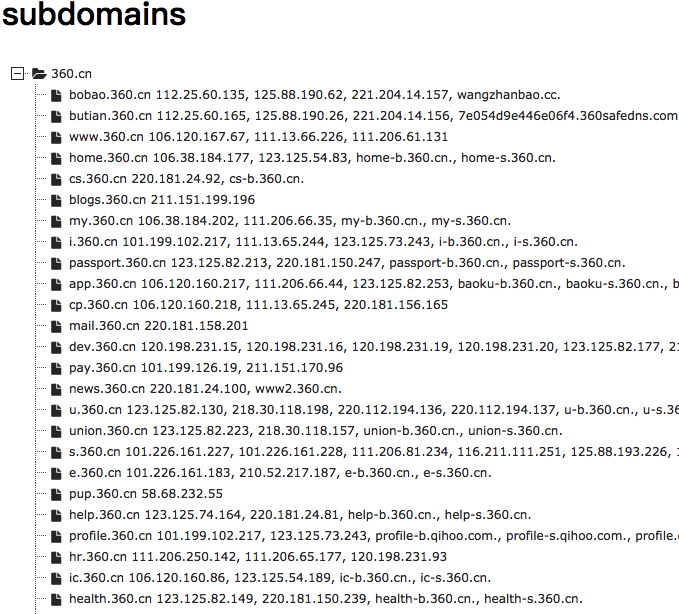 subdomains
360.cn
bobao.360.cn 112.25.60.135, 125.88.190.62, 221.204.14.157, wangzhanbao.cc.
butian.360.cn 112.25.60.165, 125.88.190.26, 221.204.14.156, 7e054d9e446e06f4.360safedns.com
www.360.cn 106.120.167.67, 111.13.66.226, 111.206.61.131
home.360.cn 106.38.184.177, 123.125.54.83, home-b.360.cn., home-s.360.cn.
cs.360.cn 220.181.24.92, cs-b.360.cn.
blogs.360.cn 211.151.199.196
my.360.cn 106.38.184.202, 111.206.66.35, my-b.360.cn., my-s.360.cn.
i.360.cn 101.199.102.217, 111.13.65.244, 123.125.73.243, i-b.360.cn., i-s.360.cn.
passport.360.cn 123.125.82.213, 220.181.150.247, passport-b.360.cn., passport-s.360.cn.
app.360.cn 106.120.160.217, 111.206.66.44, 123.125.82.253, baoku-b.360.cn., baoku-s.360.cn., b
cp.360.cn 106.120.160.218, 111.13.65.245, 220.181.156.165
mail.360.cn 220.181.158.201
dev.360.cn 120.198.231.15, 120.198.231.16, 120.198.231.19, 120.198.231.20, 123.125.82.177, 21
pay.360.cn 101.199.126.19, 211.151.170.96
news.360.cn 220.181.24.100, www2.360.cn.
u.360.cn 123.125.82.130, 218.30.118.198, 220.112.194.136, 220.112.194.137, u-b.360.cn., u-s.36
union.360.cn 123.125.82.223, 218.30.118.157, union-b.360.cn., union-s.360.cn.
s.360.cn 101.226.161.227, 101.226.161.228, 111.206.81.234, 116.211.111.251, 125.88.193.226, 1
e.360.cn 101.226.161.183, 210.52.217.187, e-b.360.cn., e-s.360.cn.
pup.360.cn 58.68.232.55
help.360.cn 123.125.74.164, 220.181.24.81, help-b.360.cn., help-s.360.cn.
profile.360.cn 101.199.102.217, 123.125.73.243, profile-b.qihoo.com., profile-s.qihoo.com., profile.
hr.360.cn 111.206.250.142, 111.206.65.177, 120.198.231.93
ic.360.cn 106.120.160.86, 123.125.54.189, ic-b.360.cn., ic-s.360.cn.
health.360.cn 123.125.82.149, 220.181.150.239, health-b.360.cn., health-s.360.cn.